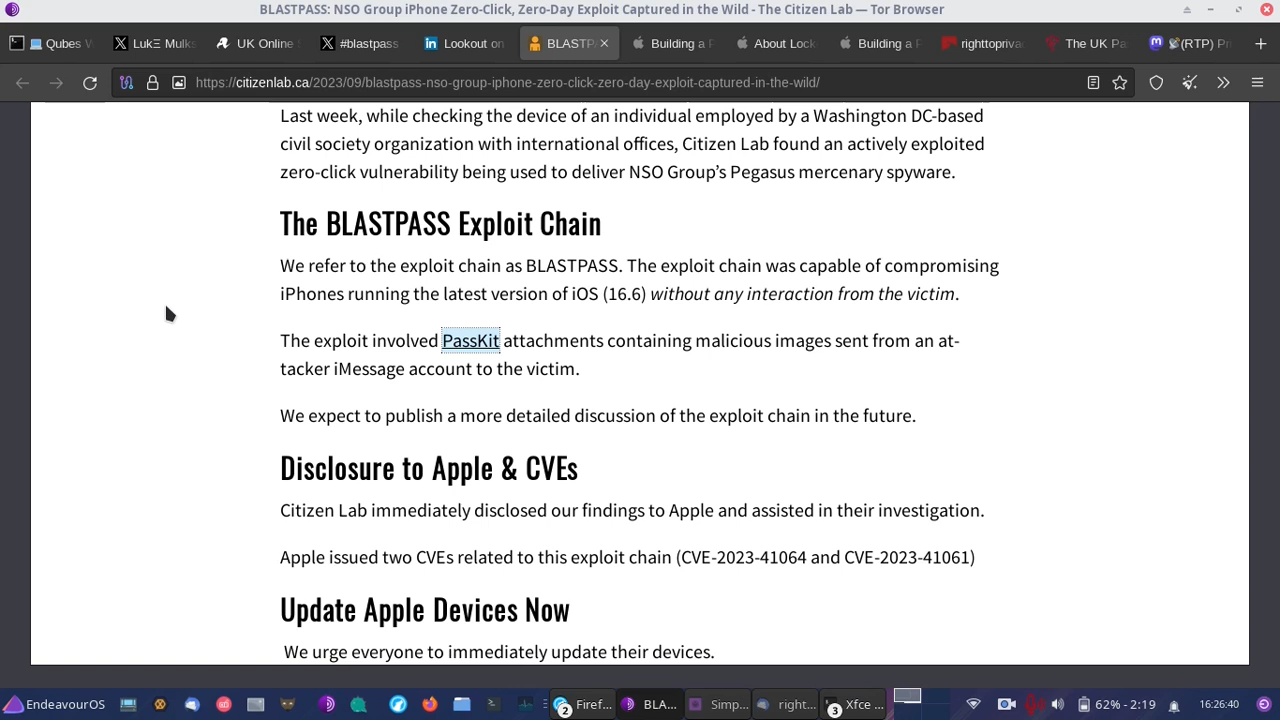 BLASTPASS: NSO Group iPhone Zero-Click, Zero-Day Exploit Captured in the Wild - The Citizen Lab — Tor Browser
Qubes W
LukΞ Mulks
UK Online
#blastpass
Lookout on
BLASTP
Building a P
About Lock
Building a P
righttopriva
The UK Pa
(RTP) Pr
https://citizenlab.ca/2023/09/blastpass-nso-group-iphone-zero-click-zero-day-exploit-captured-in-the-wild/
Last week, while checking the device of an individual employed by a Washington DC-based
civil society organization with international offices, Citizen Lab found an actively exploited
zero-click vulnerability being used to deliver NSO Group’s Pegasus mercenary spyware.
The BLASTPASS Exploit Chain
We refer to the exploit chain as BLASTPASS. The exploit chain was capable of compromising
iPhones running the latest version of iOS (16.6) without any interaction from the victim.
The exploit involved PassKit attachments containing malicious images sent from an at-
tacker iMessage account to the victim.
We expect to publish a more detailed discussion of the exploit chain in the future.
Disclosure to Apple & CVEs
Citizen Lab immediately disclosed our findings to Apple and assisted in their investigation.
Apple issued two CVEs related to this exploit chain (CVE-2023-41064 and CVE-2023-41061)
Update Apple Devices Now
We urge everyone to immediately update their devices.
EndeavourOS
2 Firef...
BLA...
Simp...
right...
3 Xfce ...
62% - 2:19
16:26:40